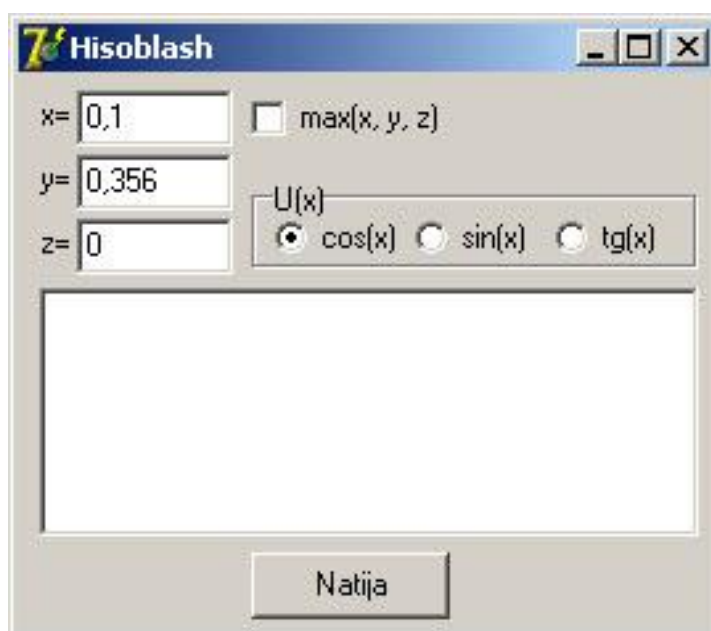 Hisoblash
x= 0,1
max(x, y, z)
y= 0,356
U(x)
z= 0
cos(x) sin(x) tg(x)
Natija